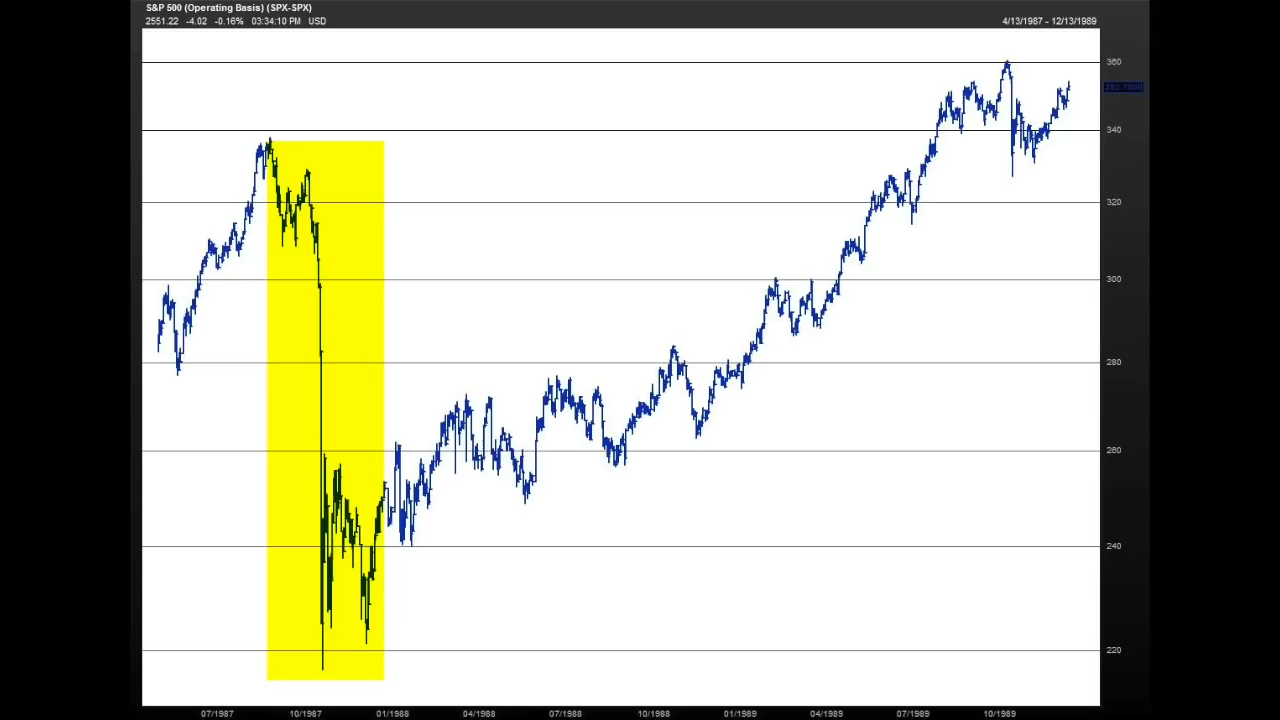 S&P 500 (Operating Basis) (SPX-SPX)
2551.22 -4.02 -0.16% 03:34:10 PM USD 4/13/1987 - 12/13/1989
360
340
320
300
280
260
240
220
07/1987 10/1987 01/1988 04/1988 07/1988 10/1988 01/1989 04/1989 07/1989 10/1989